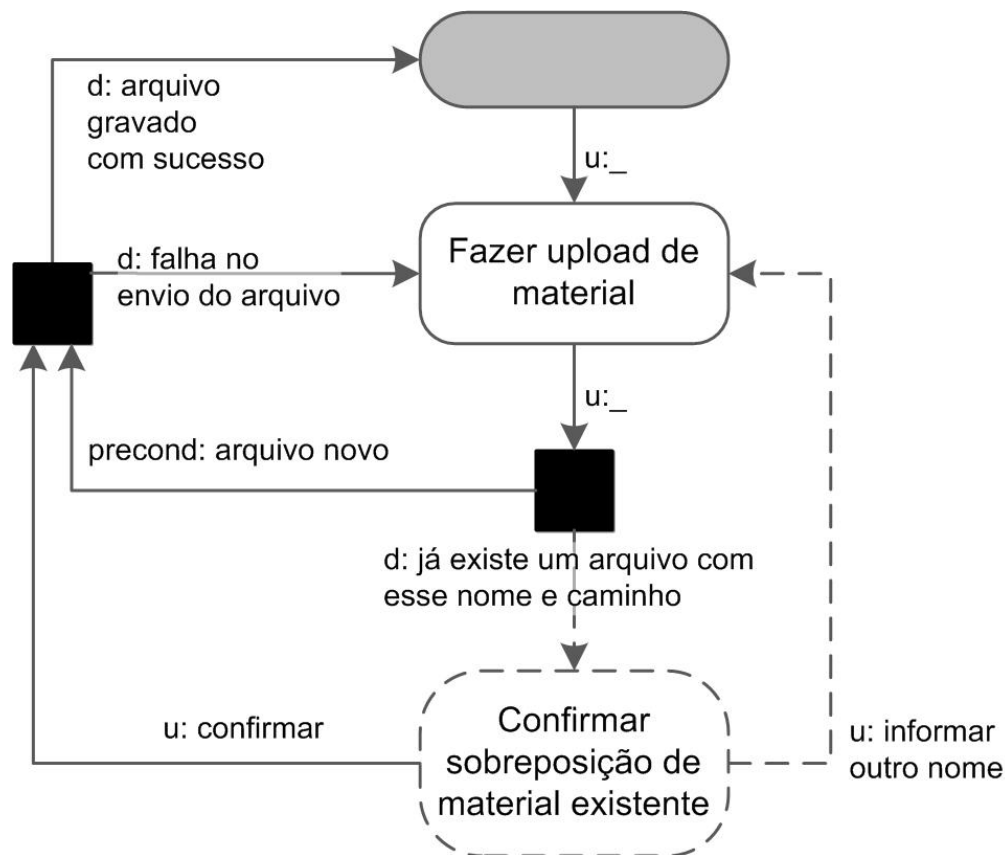 d: arquivo
gravado
com sucesso
u:_
Fazer upload de
material
d: falha no
envio do arquivo
u:_
precond: arquivo novo
d: já existe um arquivo com
esse nome e caminho
Confirmar
sobreposição de
material existente
u: confirmar
u: informar
outro nome